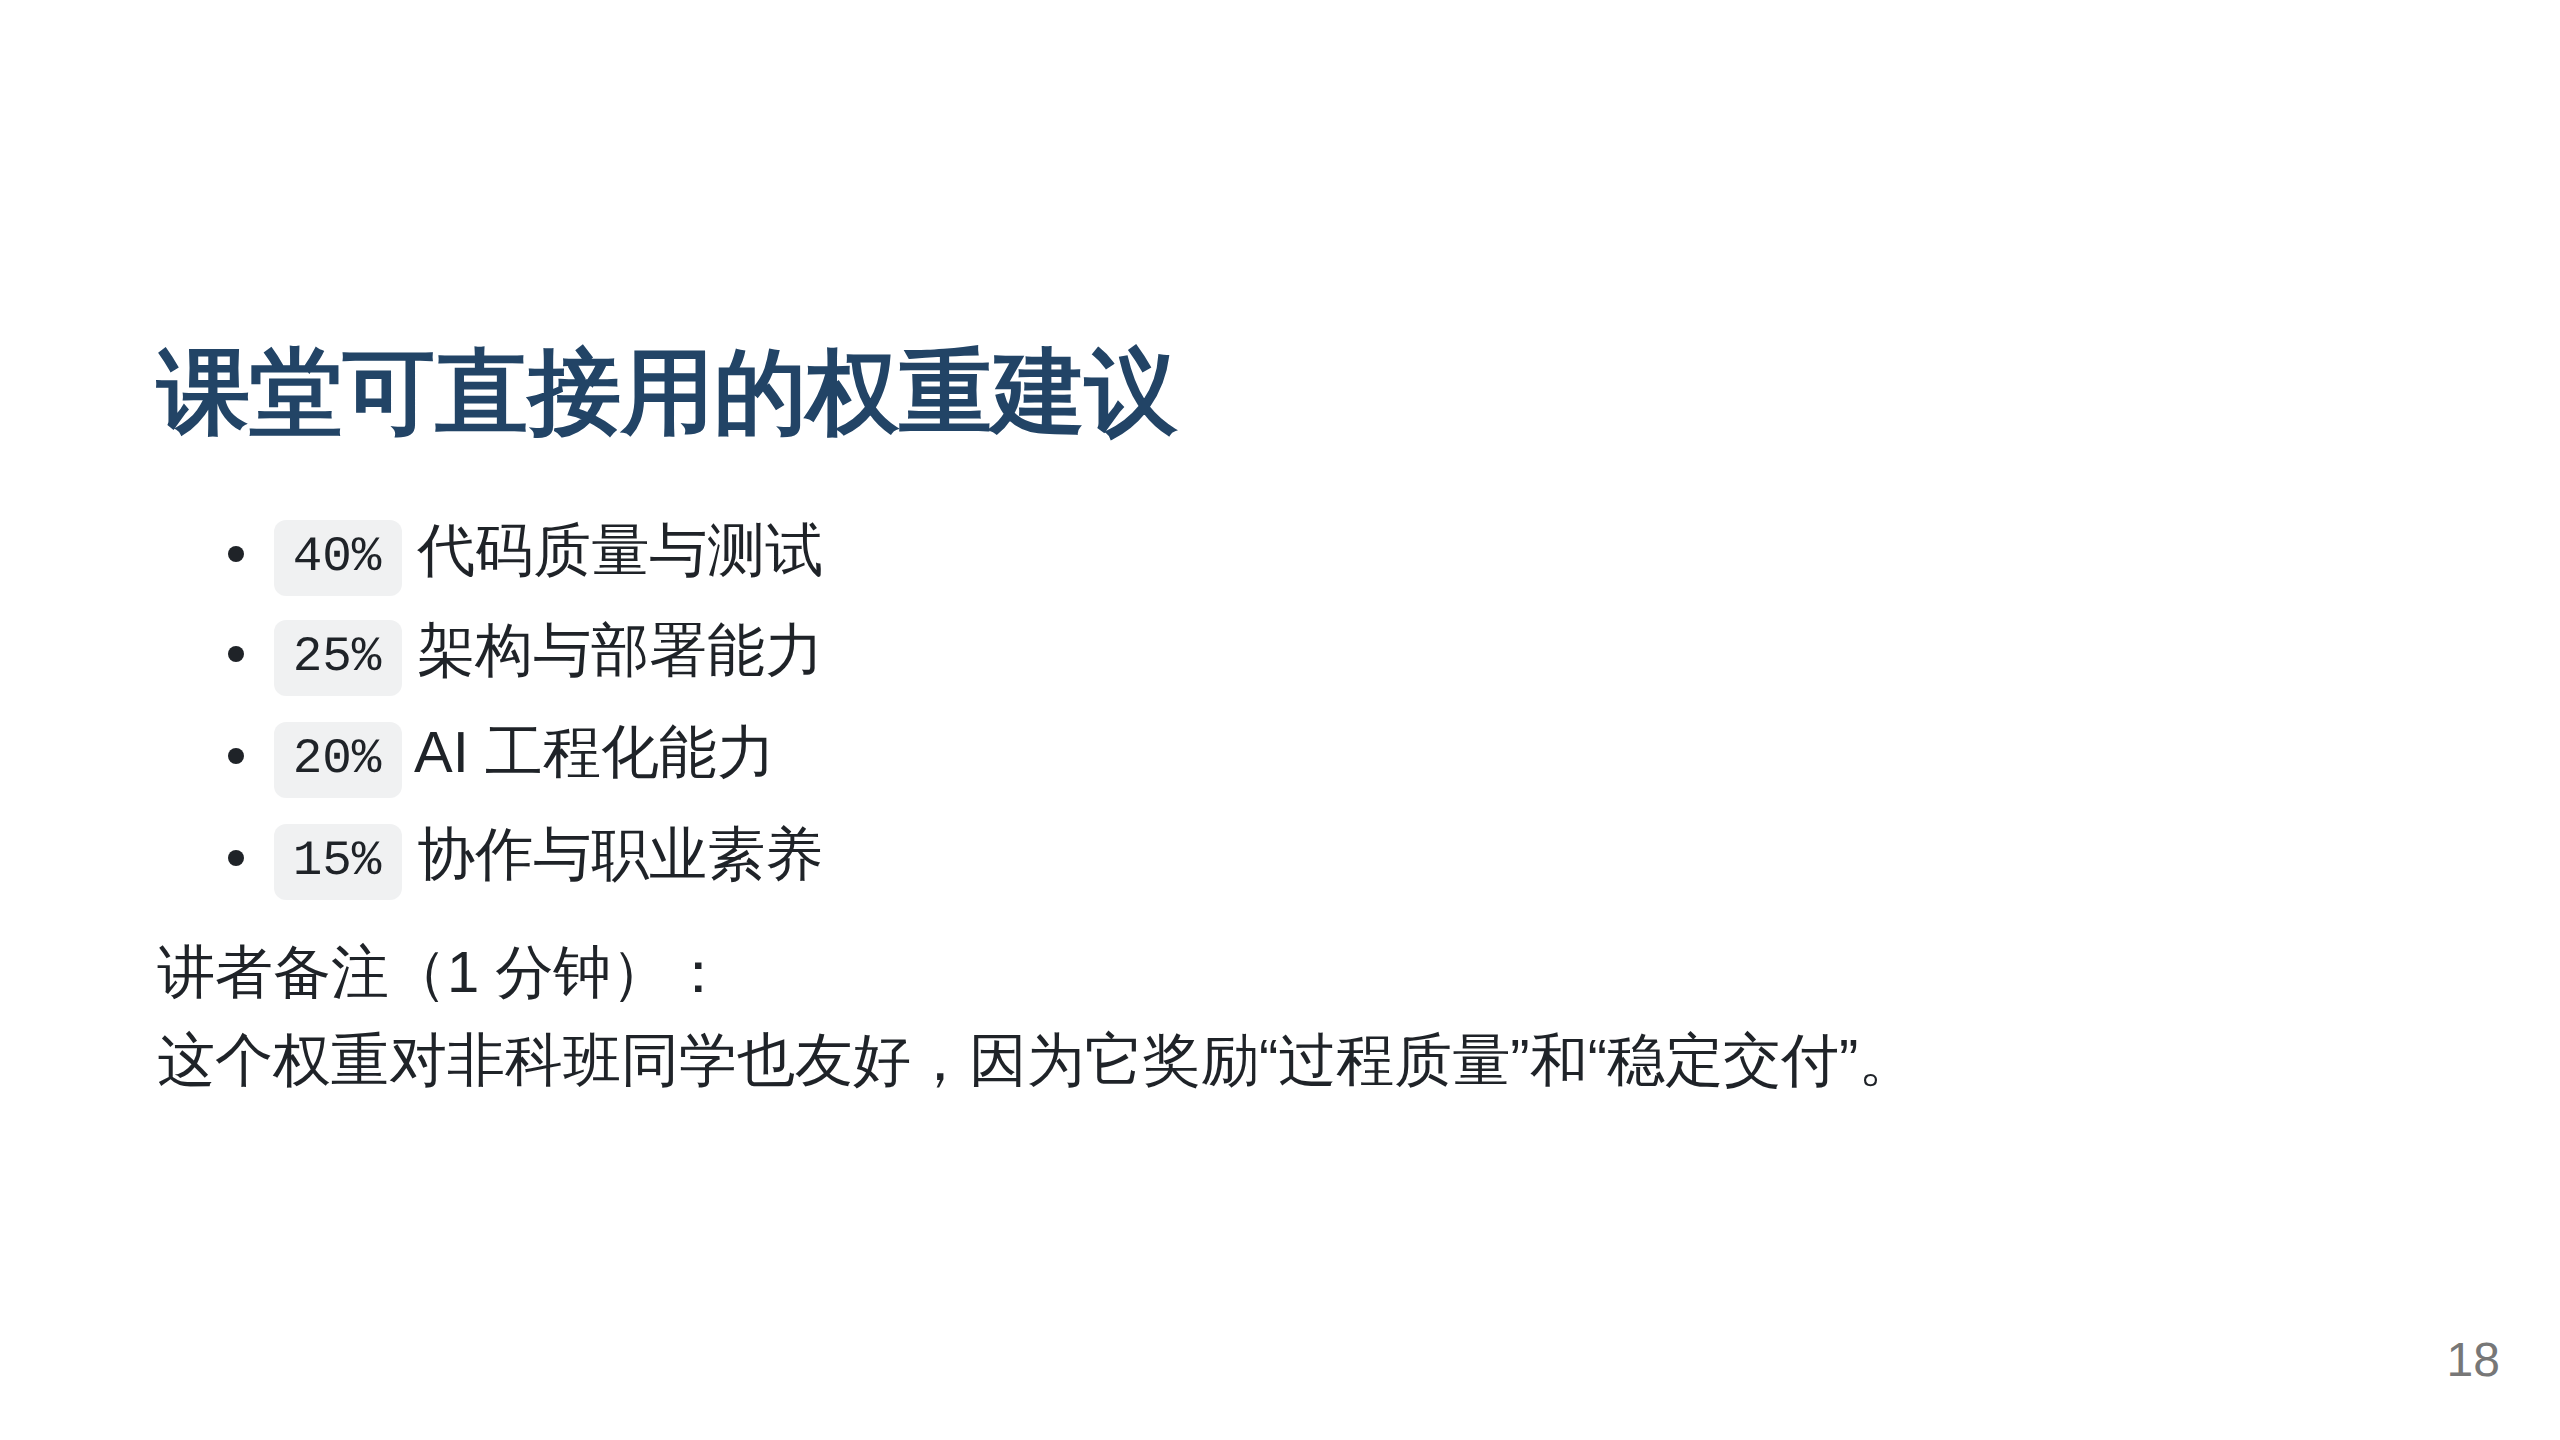 课堂可直接用的权重建议
• 40% 代码质量与测试
• 25% 架构与部署能力
• 20% AI 工程化能力
• 15% 协作与职业素养
讲者备注（1 分钟）：
这个权重对非科班同学也友好，因为它奖励“过程质量”和“稳定交付”。
18